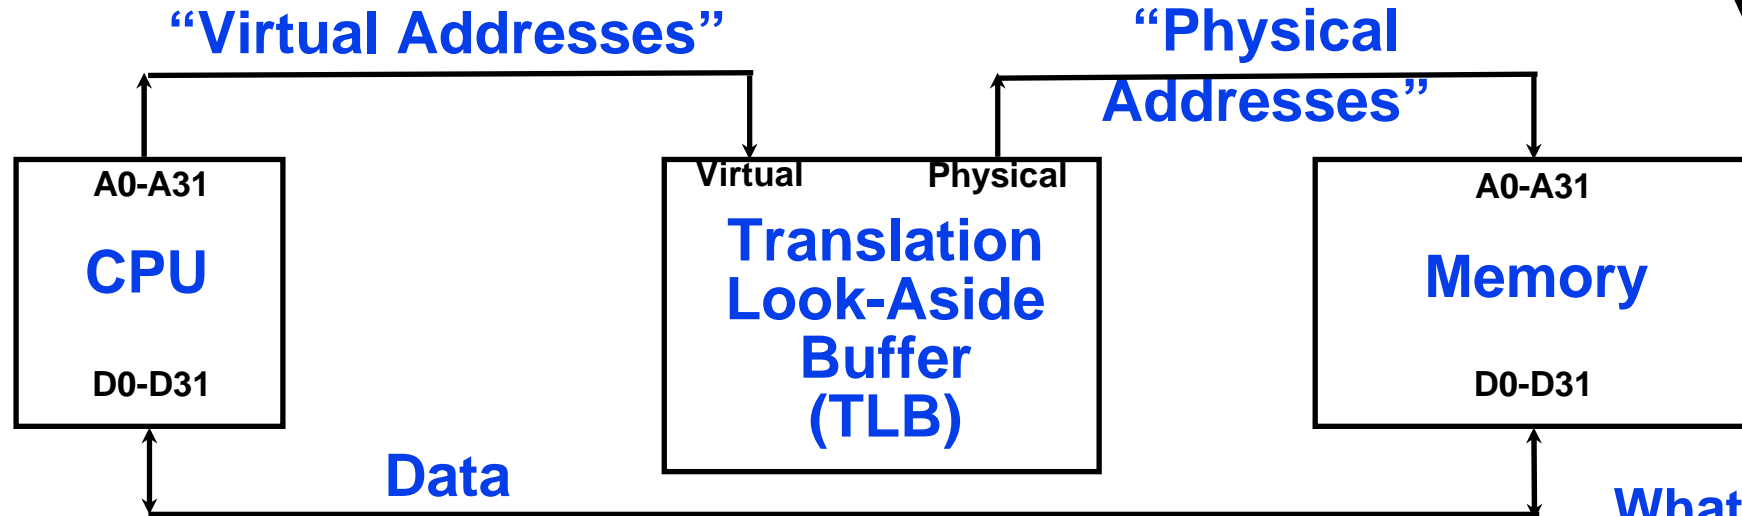 “Virtual Addresses”
“Physical
Addresses”
A0-A31
CPU
D0-D31
Virtual
Physical
Translation
Look-Aside
Buffer
(TLB)
A0-A31
Memory
D0-D31
Data
What